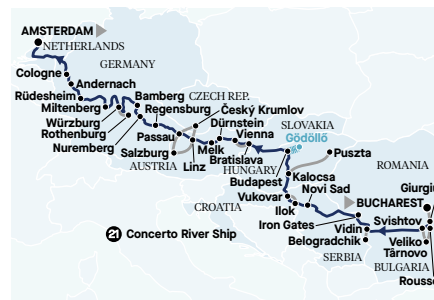 AMSTERDAM
NETHERLANDS
GERMANY
Cologne
Andernach
Rüdesheim
Miltenberg
Bamberg
Regensburg
CZECH REP.
Český Krumlov
Würzburg
Rothenburg
Nuremberg
Passau
Dürnstein
Vienna
SLOVAKIA
Gödöllő
Salzburg
AUSTRIA
Linz
Melk
Bratislava
HUNGARY
Budapest
Puszta
ROMANIA
Kalocsa
Novi Sad
Vukovar
CROATIA
Ilok
BUCHAREST
Giurgi
Iron Gates
Svishtov
21 Concerto River Ship
Vidin
Belogradchik
Veliko
Târnovo
SERBIA
BULGARIA
Rouss